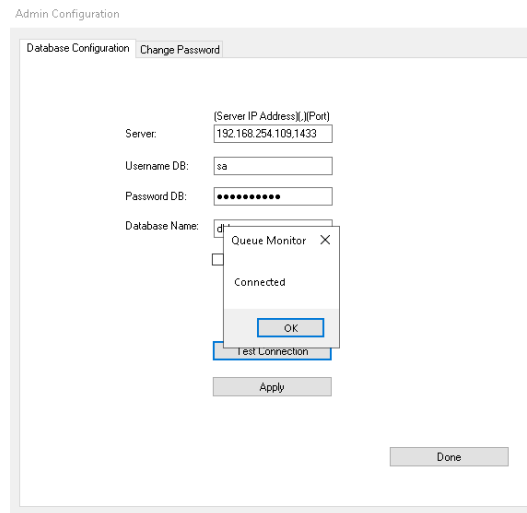 Admin Configuration
Database Configuration Change Password
(Server IP Address)(,)(Port)
Server: 192.168.254.109,1433
Username DB: sa
Password DB: ●●●●●●●●●●
Database Name:
Queue Monitor
Connected
OK
Test Connection
Apply
Done